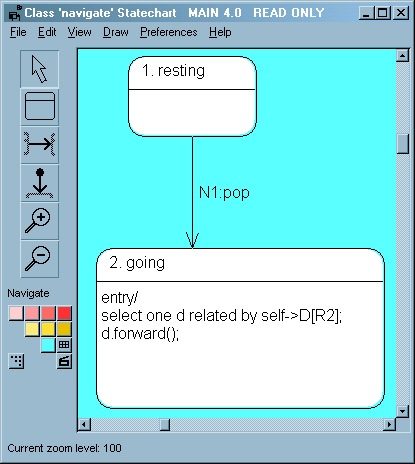 Class 'navigate' Statechart MAIN 4.0 READ ONLY
File Edit View Draw Preferences Help
1. resting
N1:pop
2. going
entry/
select one d related by self->D[R2];
d.forward();
Navigate
Current zoom level: 100